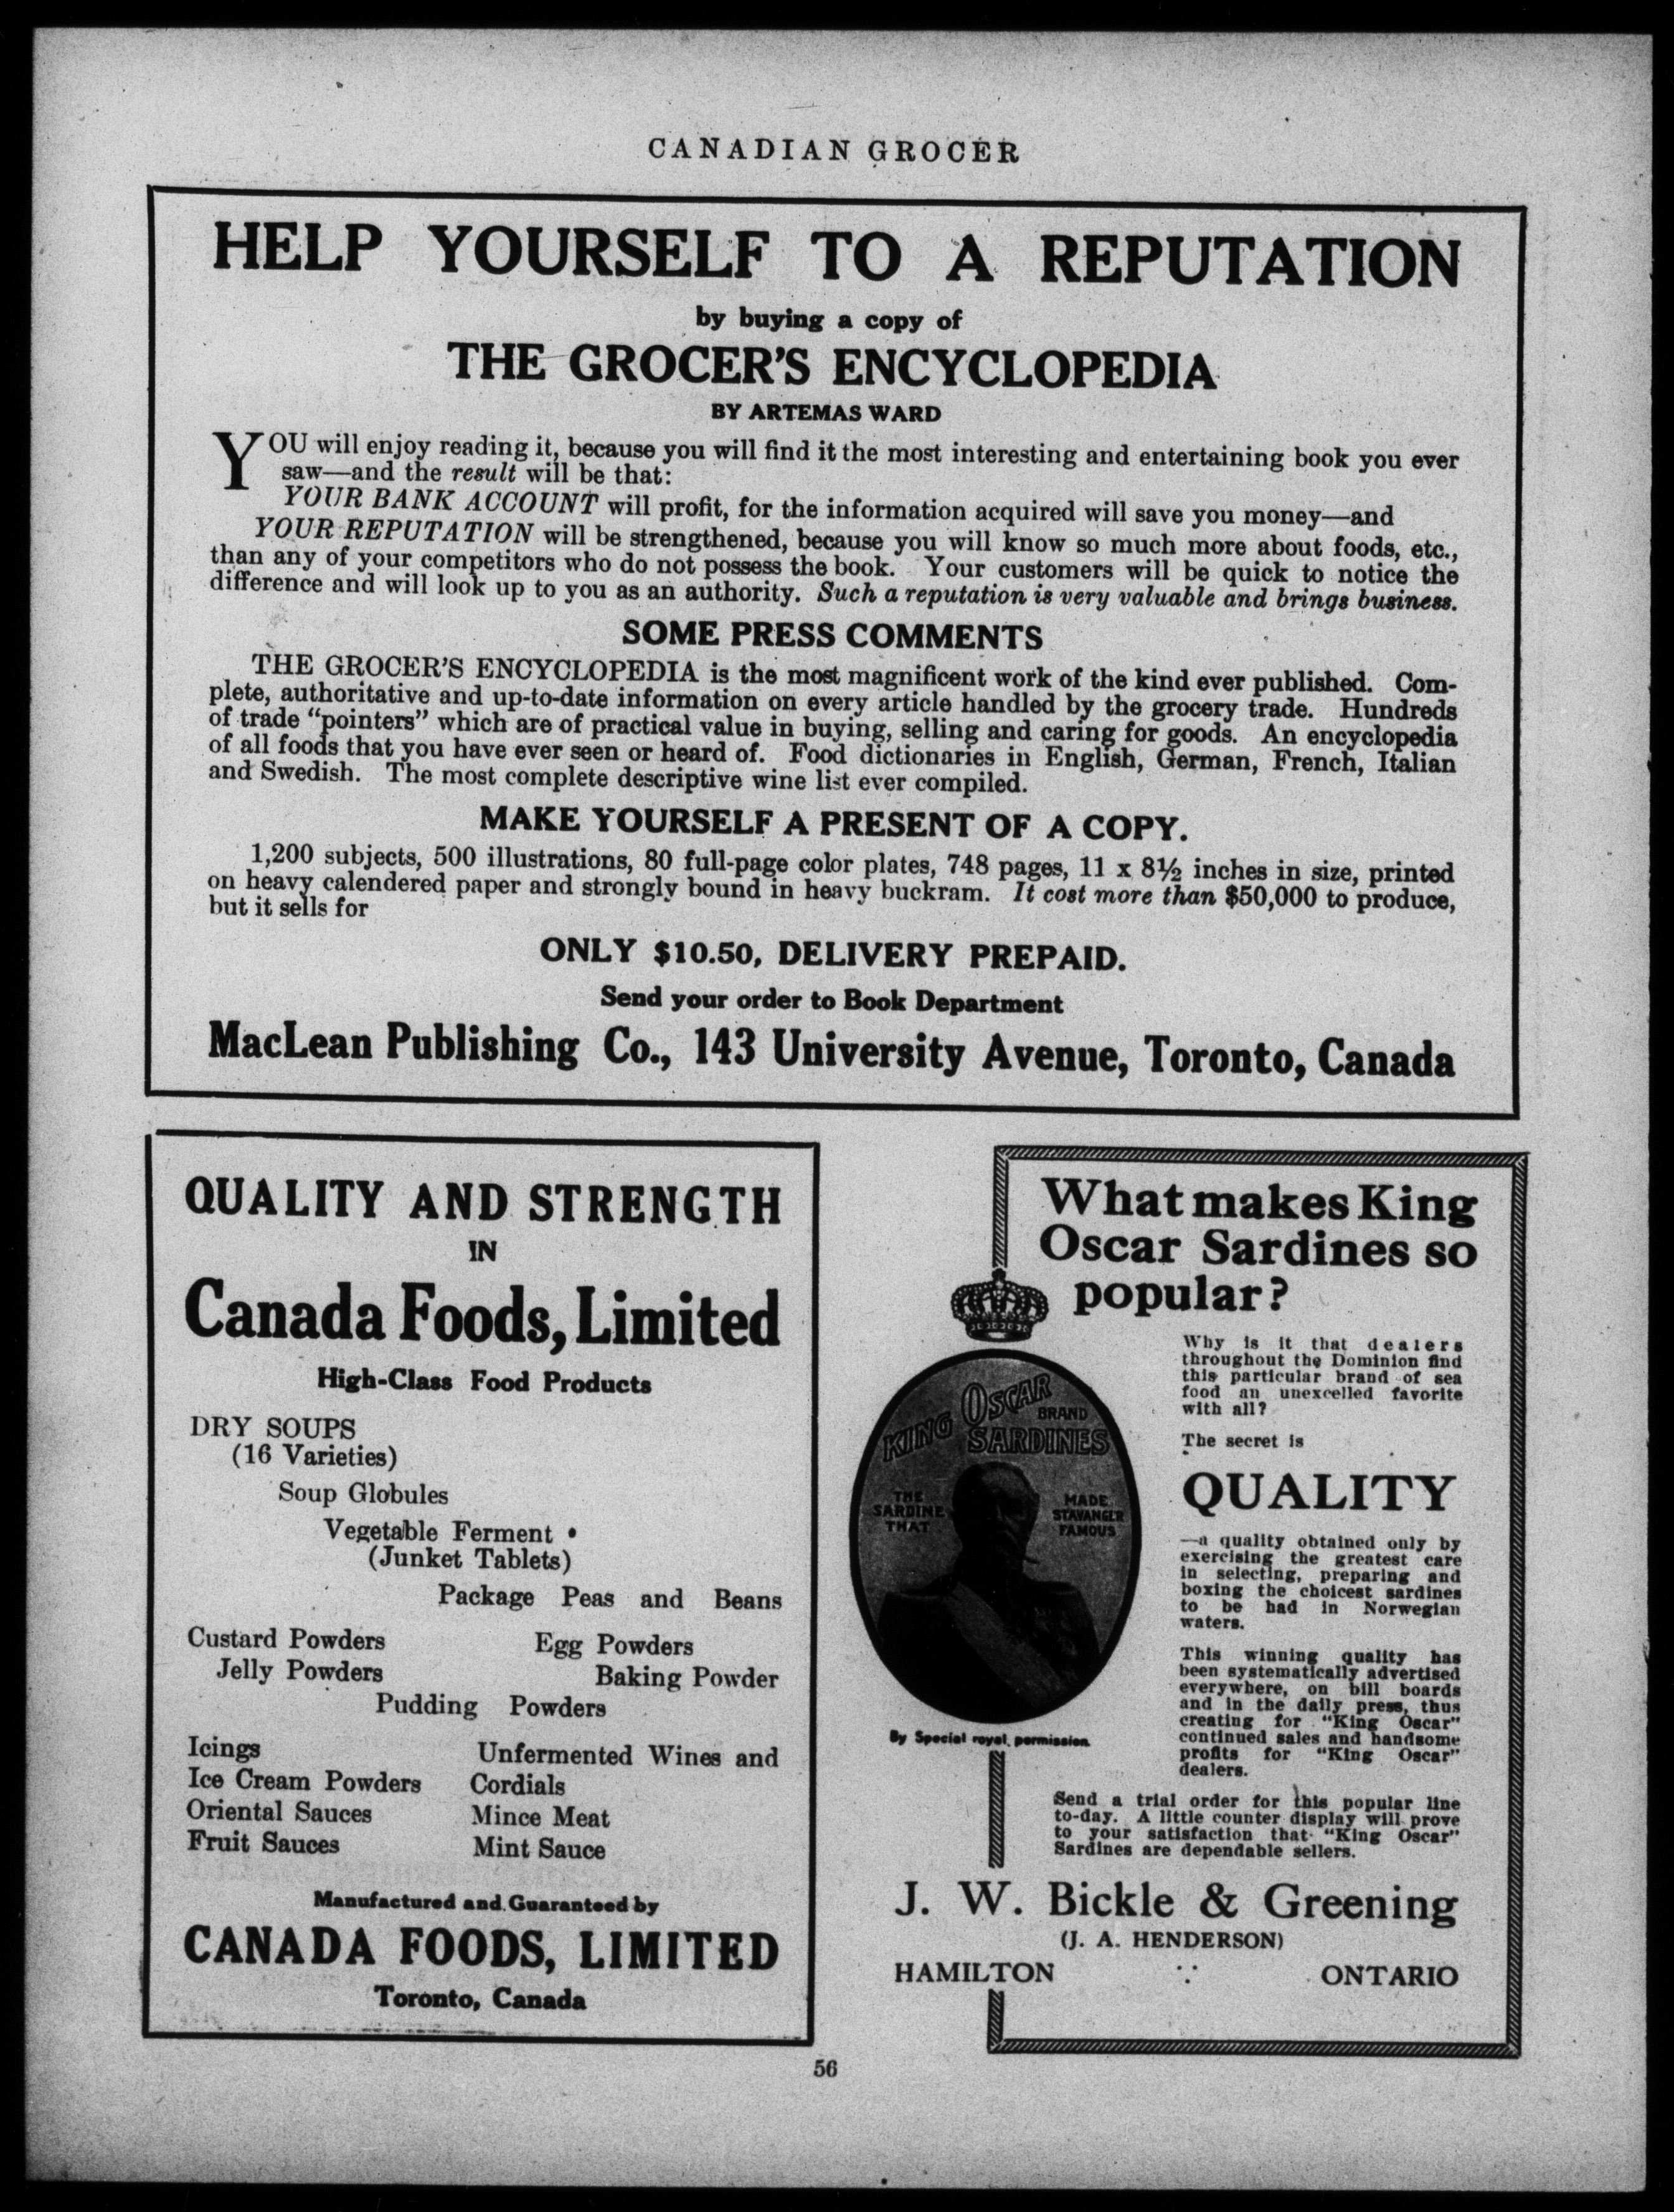 CANADIAN GROCER
HELP YOURSELF TO A REPUTATION
by buying a copy of
THE GROCER'S ENCYCLOPEDIA
BY ARTEMAS WARD
YOU will enjoy reading it, because you will find it the most interesting and entertaining book you ever
saw—and the result will be that:
YOUR BANK ACCOUNT will profit, for the information acquired will save you money—and
YOUR REPUTATION will be strengthened, because you will know so much more about foods, etc.,
than any of your competitors who do not possess the book. Your customers will be quick to notice the
difference and will look up to you as an authority. Such a reputation is very valuable and brings business.
SOME PRESS COMMENTS
THE GROCER'S ENCYCLOPEDIA is the most magnificent work of the kind ever published. Com-
plete, authoritative and up-to-date information on every article handled by the grocery trade. Hundreds
of trade "pointers" which are of practical value in buying, selling and caring for goods. An encyclopedia
of all foods that you have ever seen or heard of. Food dictionaries in English, German, French, Italian
and Swedish. The most complete descriptive wine list ever compiled.
MAKE YOURSELF A PRESENT OF A COPY.
1,200 subjects, 500 illustrations, 80 full-page color plates, 748 pages, 11 x 8½ inches in size, printed
on heavy calendered paper and strongly bound in heavy buckram. It cost more than $50,000 to produce,
but it sells for
ONLY $10.50, DELIVERY PREPAID.
Send your order to Book Department
MacLean Publishing Co., 143 University Avenue, Toronto, Canada
QUALITY AND STRENGTH
IN
Canada Foods, Limited
High-Class Food Products
DRY SOUPS
(16 Varieties)
Soup Globules
Vegetable Ferment
(Junket Tablets)
Package Peas and Beans
Custard Powders Egg Powders
Jelly Powders Baking Powder
Pudding Powders
Icings Unfermented Wines and
Ice Cream Powders Cordials
Oriental Sauces Mince Meat
Fruit Sauces Mint Sauce
Manufactured and Guaranteed by
CANADA FOODS, LIMITED
Toronto, Canada
What makes King
Oscar Sardines so
popular?
Why is it that dealers
throughout the Dominion find
this particular brand of sea
food an unexcelled favorite
with all?
The secret is
QUALITY
—a quality obtained only by
exercising the greatest care
in selecting, preparing and
boxing the choicest sardines
to be had in Norwegian
waters.
This winning quality has
been systematically advertised
everywhere, on bill boards
and in the daily press, thus
creating for "King Oscar"
continued sales and handsome
profits for "King Oscar"
dealers.
KING OSCAR
BRAND
SARDINES
THE
SARDINE
THAT
MADE
STAVANGER
FAMOUS
By Special royal permission
Send a trial order for this popular line
to-day. A little counter display will prove
to your satisfaction that "King Oscar"
Sardines are dependable sellers.
J. W. Bickle & Greening
(J. A. HENDERSON)
HAMILTON ∵ ONTARIO
56